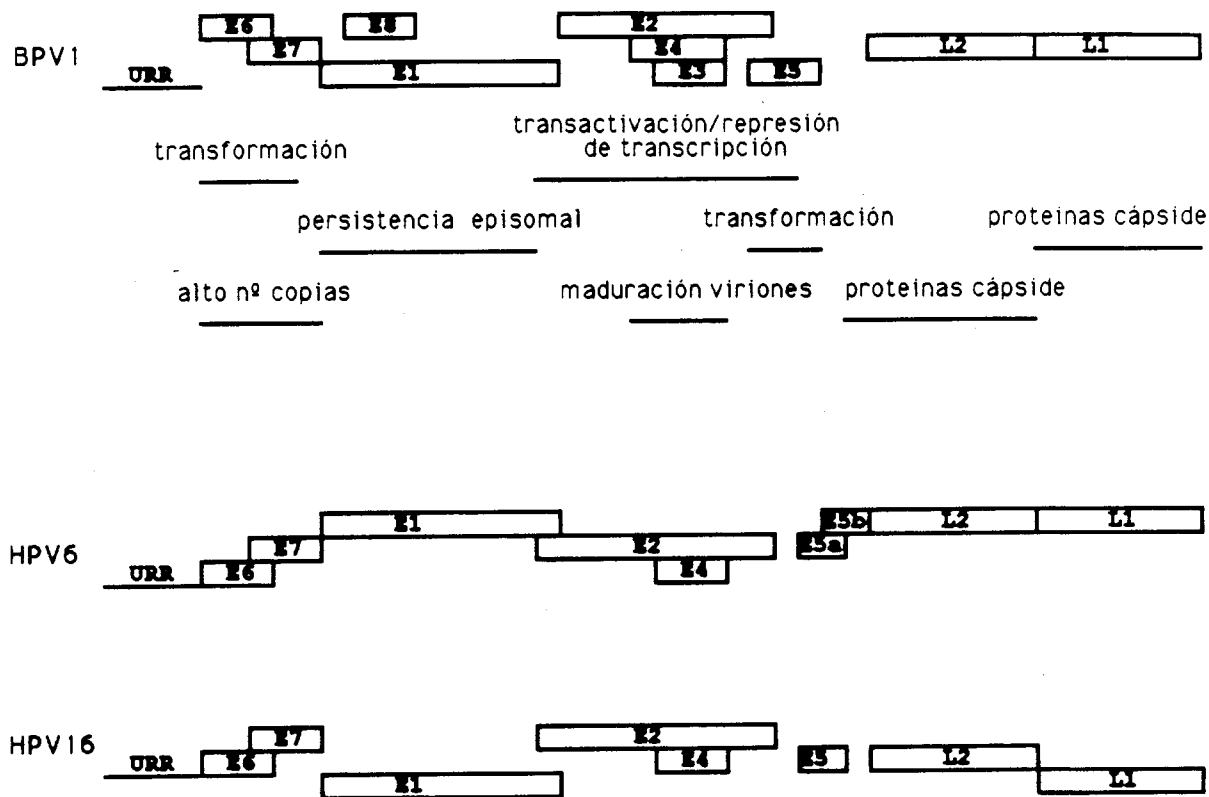 E6 E8 E2
BPV1 E7 E4 L2 L1
URR E1 E3 E5
transactivación/represión
transformación de transcripción
persistencia episomal transformación proteinas cápside
alto nº copias maduración viriones proteinas cápside
E1 E5b L2 L1
HPV6 E7 E2 E5a
URR E6 E4
HPV16 E7 E2
URR E6 E4 E5 L2
E1 L1